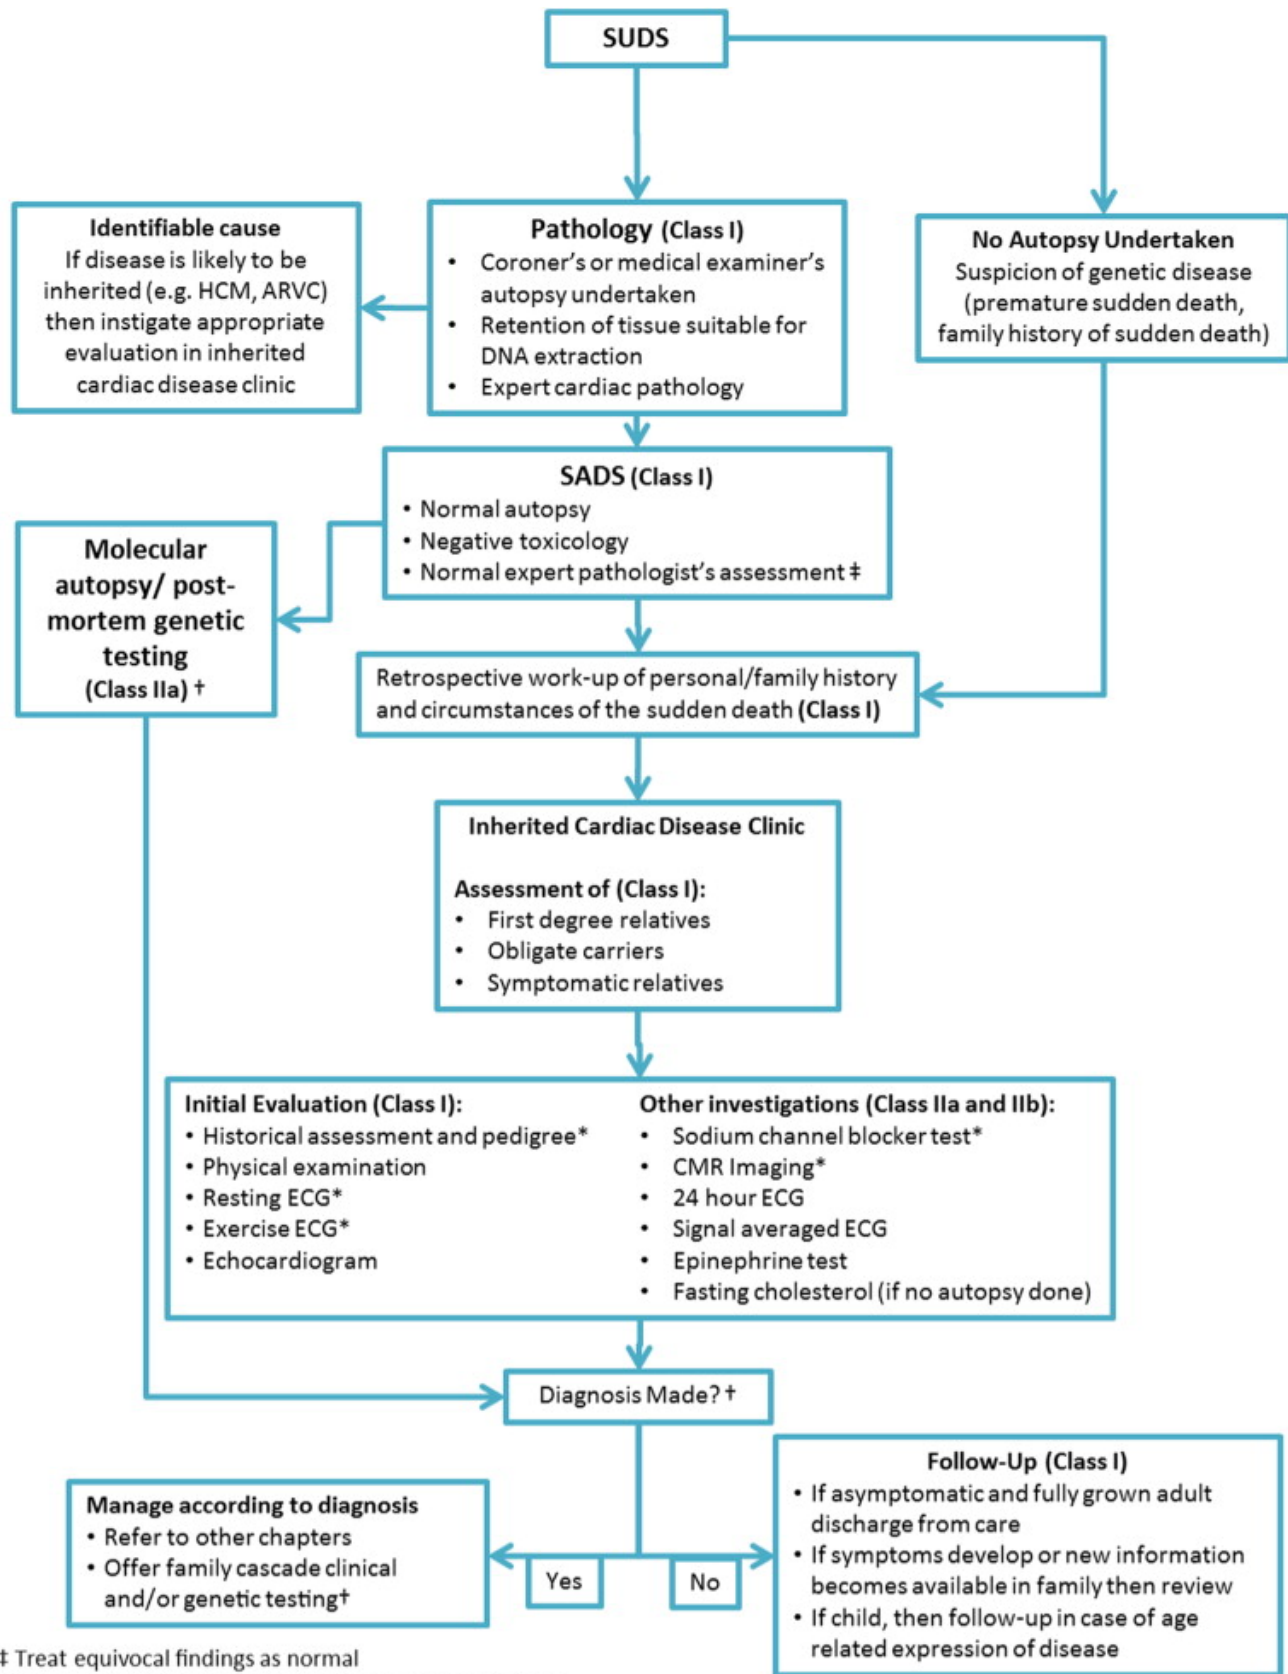 SUDS
Identifiable cause
If disease is likely to be
inherited (e.g. HCM, ARVC)
then instigate appropriate
evaluation in inherited
cardiac disease clinic
Pathology (Class I)
• Coroner's or medical examiner's
autopsy undertaken
• Retention of tissue suitable for
DNA extraction
• Expert cardiac pathology
No Autopsy Undertaken
Suspicion of genetic disease
(premature sudden death,
family history of sudden death)
SADS (Class I)
• Normal autopsy
• Negative toxicology
• Normal expert pathologist's assessment ‡
Molecular
autopsy/ post-
mortem genetic
testing
(Class IIa) †
Retrospective work-up of personal/family history
and circumstances of the sudden death (Class I)
Inherited Cardiac Disease Clinic
Assessment of (Class I):
• First degree relatives
• Obligate carriers
• Symptomatic relatives
Initial Evaluation (Class I):
• Historical assessment and pedigree*
• Physical examination
• Resting ECG*
• Exercise ECG*
• Echocardiogram
Other investigations (Class IIa and IIb):
• Sodium channel blocker test*
• CMR Imaging*
• 24 hour ECG
• Signal averaged ECG
• Epinephrine test
• Fasting cholesterol (if no autopsy done)
Diagnosis Made? †
Manage according to diagnosis
• Refer to other chapters
• Offer family cascade clinical
and/or genetic testing†
Yes
No
Follow-Up (Class I)
• If asymptomatic and fully grown adult
discharge from care
• If symptoms develop or new information
becomes available in family then review
• If child, then follow-up in case of age
related expression of disease
‡ Treat equivocal findings as normal